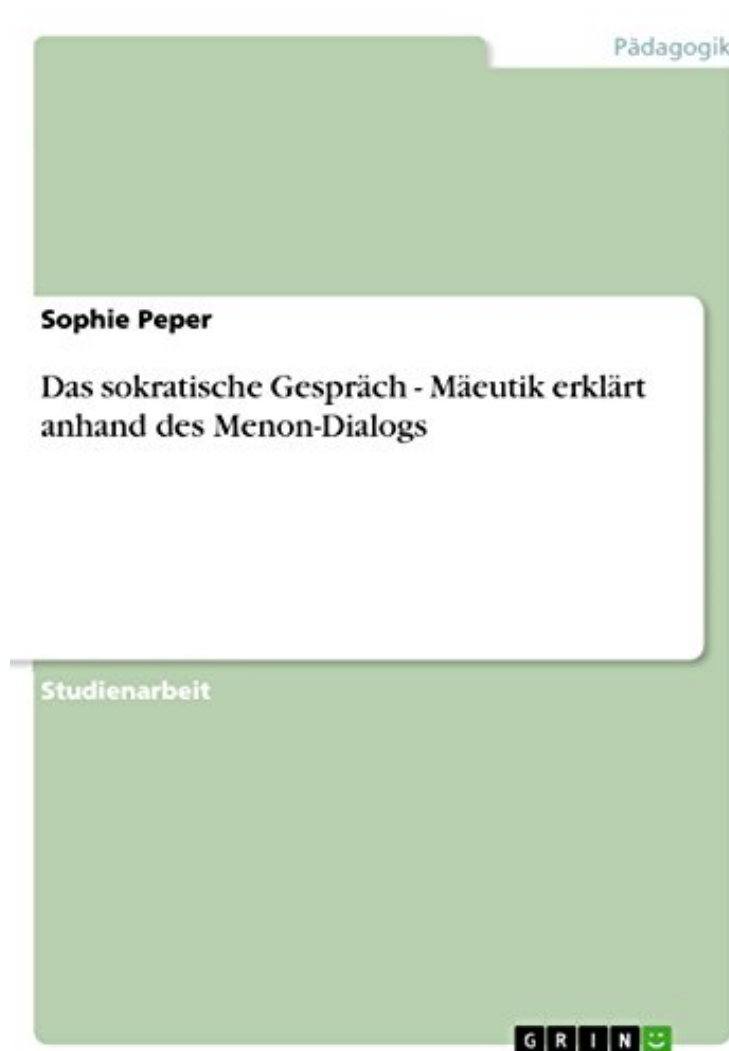 Pädagogik
Sophie Peper
Das sokratische Gespräch - Mäeutik erklärt
anhand des Menon-Dialogs
Studienarbeit
GRIN